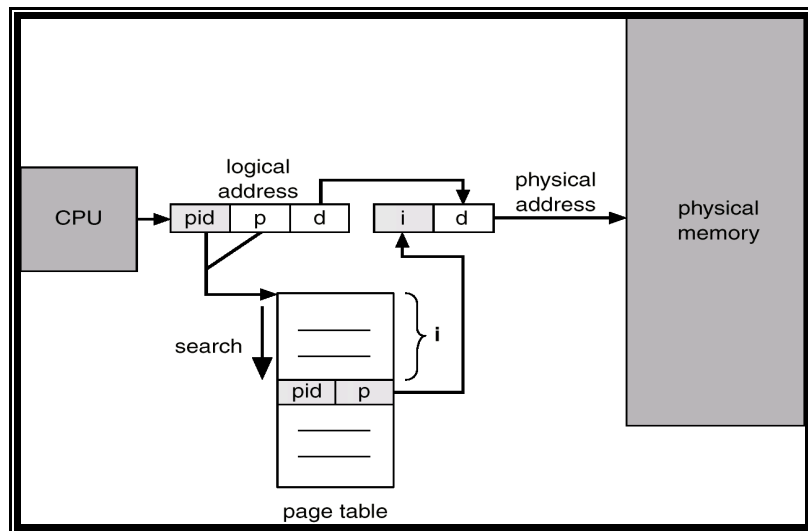 logical
address
physical
address
CPU
pid p d
i d
physical
memory
search
i
pid p
page table